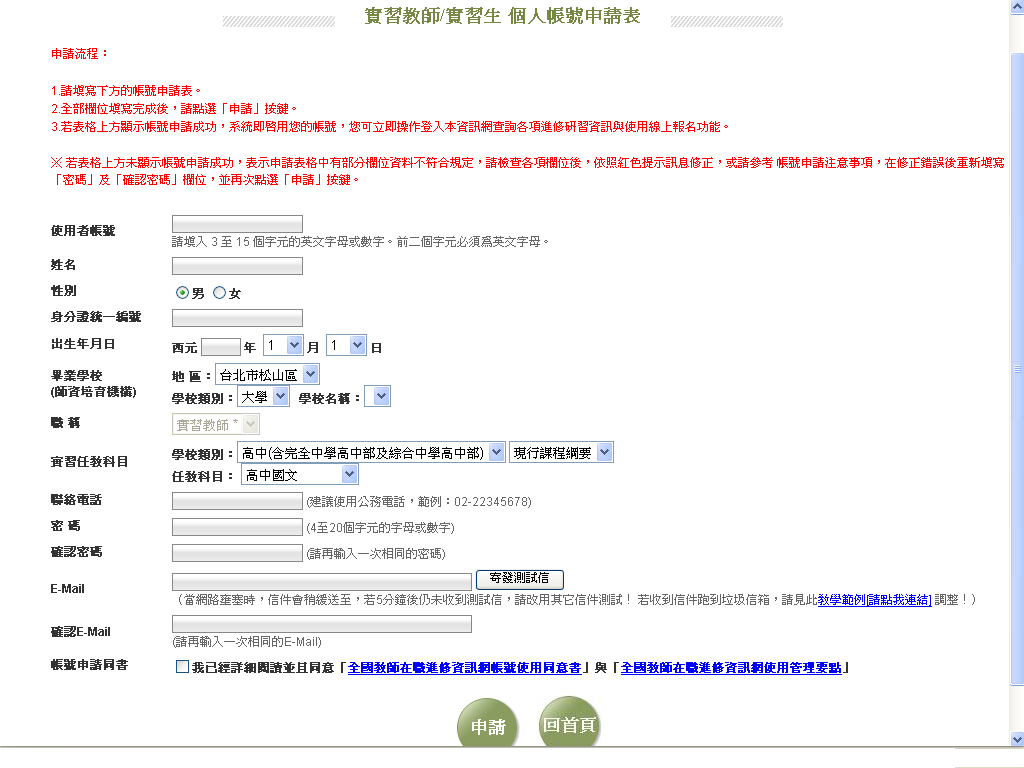 實習教師/實習生 個人帳號申請表
申請流程：
1.請填寫下方的帳號申請表。
2.全部欄位填寫完成後，請點選「申請」按鍵。
3.若表格上方顯示帳號申請成功，系統即啓用您的帳號，您可立即操作登入本資訊網查詢各項進修研習資訊與使用線上報名功能。
※ 若表格上方未顯示帳號申請成功，表示申請表格中有部分欄位資料不符合規定，請檢查各項欄位後，依照紅色提示訊息修正，或請參考 帳號申請注意事項，在修正錯誤後重新填寫
「密碼」及「確認密碼」欄位，並再次點選「申請」按鍵。
使用者帳號
請填入 3 至 15 個字元的英文字母或數字。前二個字元必須爲英文字母。
姓名
性別 男 女
身分證統一編號
出生年月日 西元 年 1 月 1 日
畢業學校 地 區： 台北市松山區
(師資培育機構) 學校類別： 大學 學校名稱：
職 稱 實習教師 *
實習任教科目 學校類別： 高中(含完全中學高中部及綜合中學高中部) 現行課程綱要
任教科目： 高中國文
聯絡電話 (建議使用公務電話，範例：02-22345678)
密 碼 (4至20個字元的字母或數字)
確認密碼 (請再輸入一次相同的密碼)
E-Mail 寄發測試信
（當網路壅塞時，信件會稍緩送至，若5分鐘後仍未收到測試信，請改用其它信件測試！ 若收到信件跑到垃圾信箱，請見此教學範例[請點我連結] 調整！）
確認E-Mail
(請再輸入一次相同的E-Mail)
帳號申請同書 我已經詳細閱讀並且同意「全國教師在職進修資訊網帳號使用同意書」與「全國教師在職進修資訊網使用管理要點」
申請 回首頁